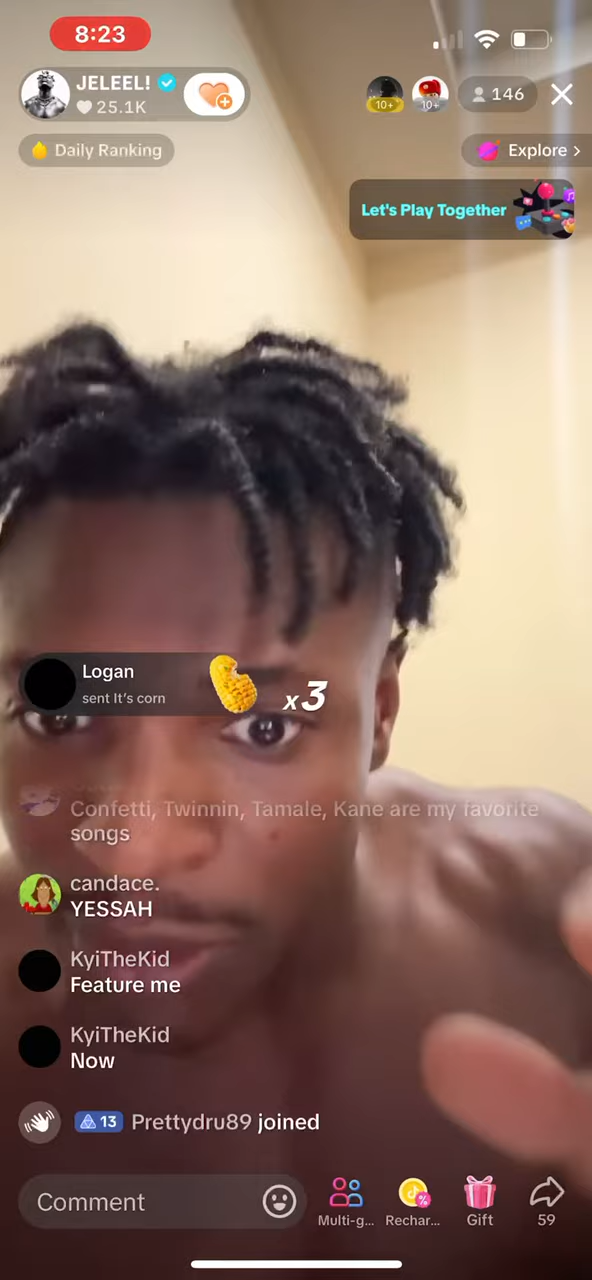 8:23
JELEEL!
25.1K
10+
10+
146
Daily Ranking
Explore >
Let's Play Together
Logan
sent It's corn
x3
Confetti, Twinnin, Tamale, Kane are my favorite
songs
candace.
YESSAH
KyiTheKid
Feature me
KyiTheKid
Now
13 Prettydru89 joined
Comment
Multi-g...
Rechar...
Gift
59